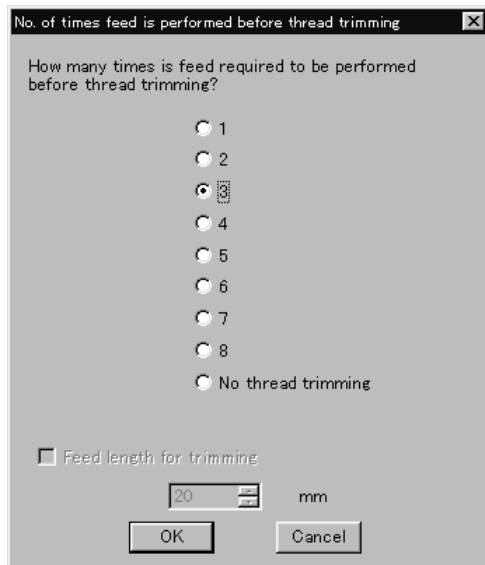 No. of times feed is performed before thread trimming
How many times is feed required to be performed
before thread trimming?
1
2
3
4
5
6
7
8
No thread trimming
Feed length for trimming
20 mm
OK Cancel